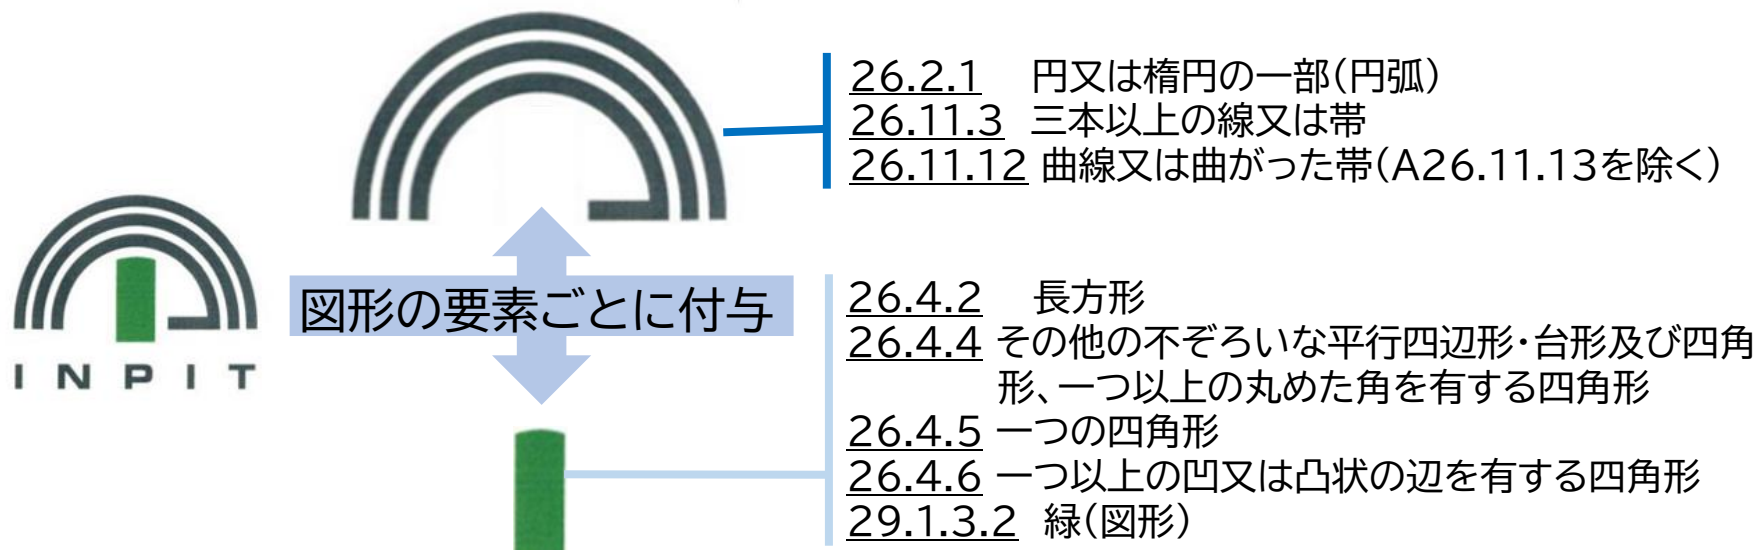 26.2.1 円又は楕円の一部(円弧)
26.11.3 三本以上の線又は帯
26.11.12 曲線又は曲がった帯(A26.11.13を除く)
INPIT
図形の要素ごとに付与
26.4.2 長方形
26.4.4 その他の不ぞろいな平行四辺形・台形及び四角
形、一つ以上の丸めた角を有する四角形
26.4.5 一つの四角形
26.4.6 一つ以上の凹又は凸状の辺を有する四角形
29.1.3.2 緑(図形)